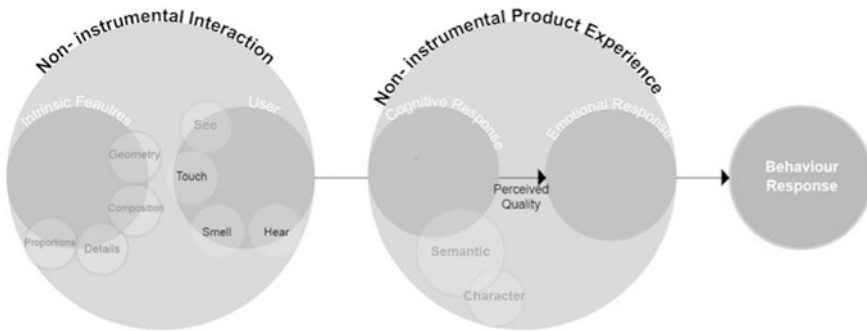 Non- instrumental Interaction
Intrinsic Feautres
User
See
Geometry
Touch
Composition
Smell
Hear
Proportions
Details
Non- instrumental Product Experience
Cognitive Response
Emotional Response
Perceived
Quality
Semantic
Character
Behaviour
Response